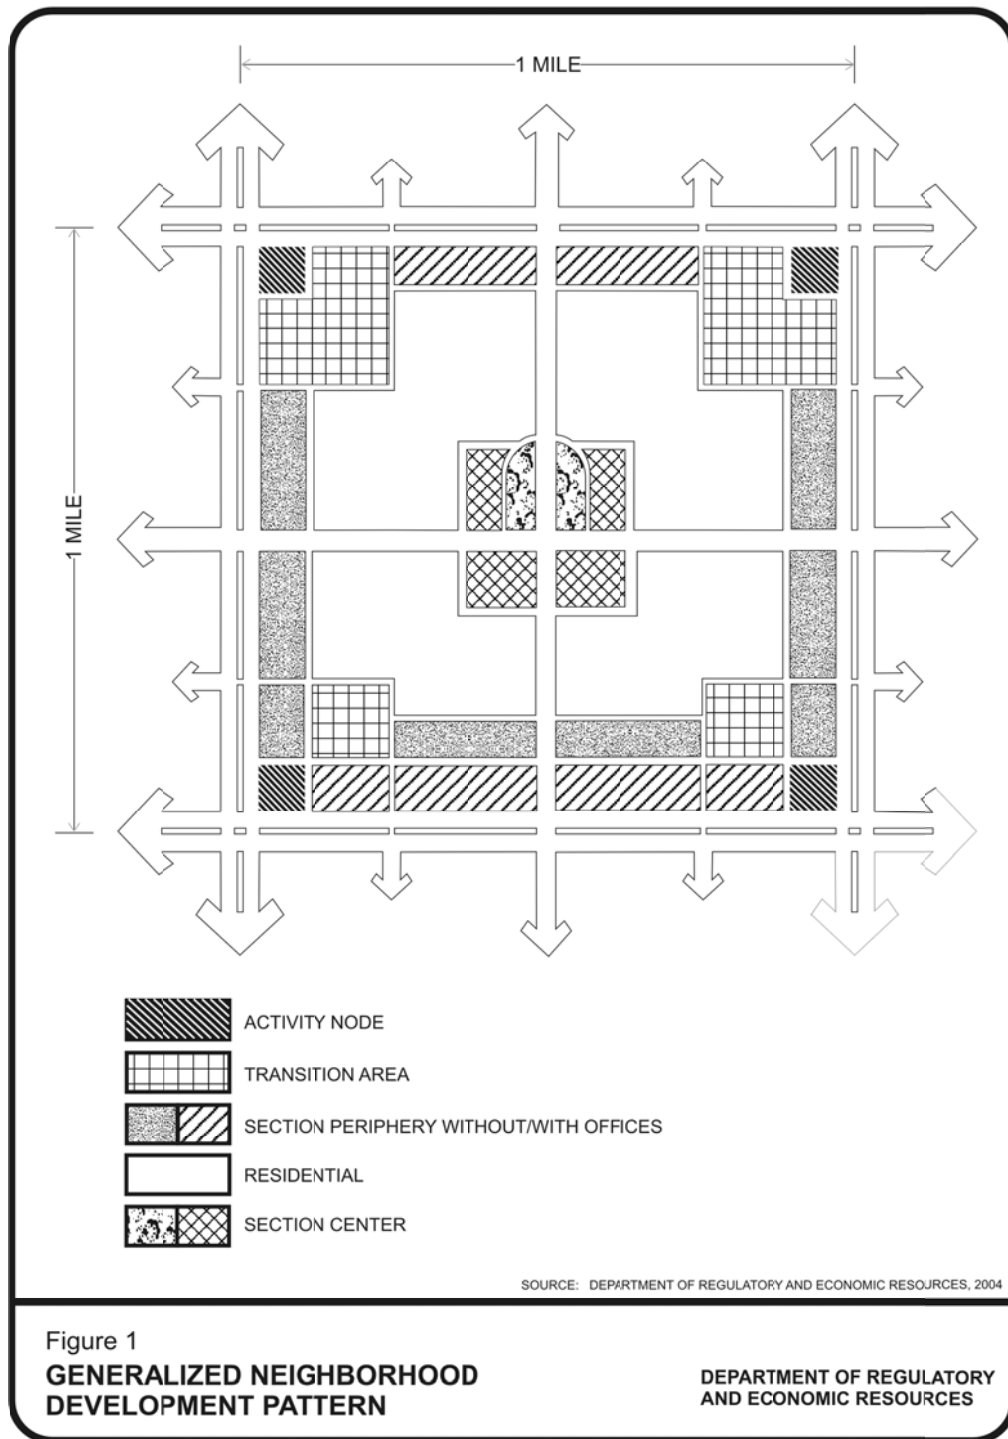 1 MILE
1 MILE
ACTIVITY NODE
TRANSITION AREA
SECTION PERIPHERY WITHOUT/WITH OFFICES
RESIDENTIAL
SECTION CENTER
SOURCE: DEPARTMENT OF REGULATORY AND ECONOMIC RESOURCES, 2004
Figure 1
GENERALIZED NEIGHBORHOOD
DEVELOPMENT PATTERN
DEPARTMENT OF REGULATORY
AND ECONOMIC RESOURCES